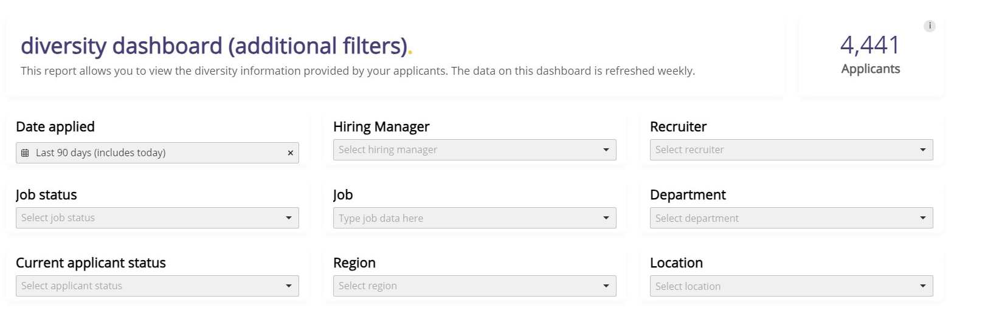 diversity dashboard (additional filters).
This report allows you to view the diversity information provided by your applicants. The data on this dashboard is refreshed weekly.
i
4,441
Applicants
Date applied
Last 90 days (includes today) ×
Hiring Manager
Select hiring manager
Recruiter
Select recruiter
Job status
Select job status
Job
Type job data here
Department
Select department
Current applicant status
Select applicant status
Region
Select region
Location
Select location